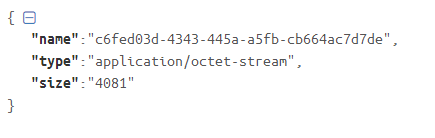 {
"name":"c6fed03d-4343-445a-a5fb-cb664ac7d7de",
"type":"application/octet-stream",
"size":"4081"
}